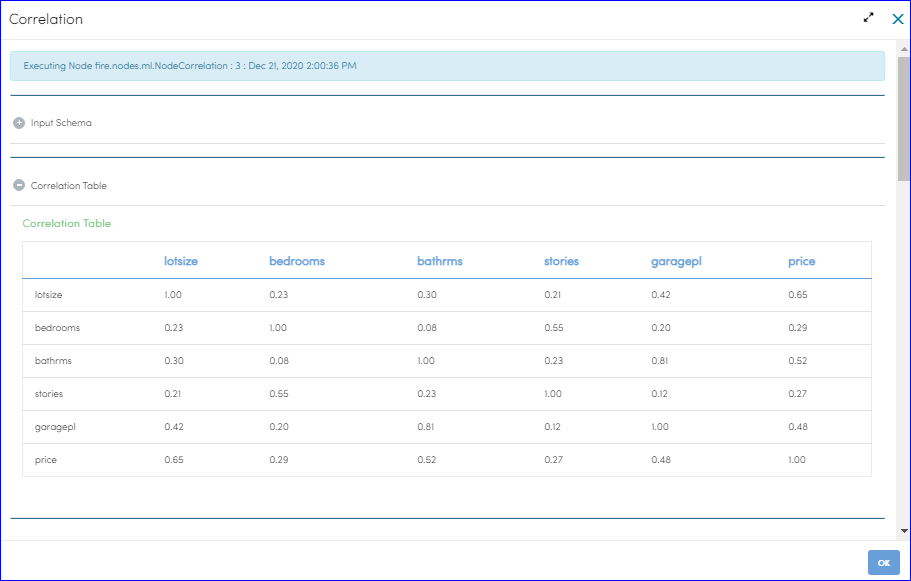 Correlation
Executing Node fire.nodes.ml.NodeCorrelation : 3 : Dec 21, 2020 2:00:36 PM
Input Schema
Correlation Table
Correlation Table
lotsize bedrooms bathrms stories garagepl price
lotsize 1.00 0.23 0.30 0.21 0.42 0.65
bedrooms 0.23 1.00 0.08 0.55 0.20 0.29
bathrms 0.30 0.08 1.00 0.23 0.81 0.52
stories 0.21 0.55 0.23 1.00 0.12 0.27
garagepl 0.42 0.20 0.81 0.12 1.00 0.48
price 0.65 0.29 0.52 0.27 0.48 1.00
OK